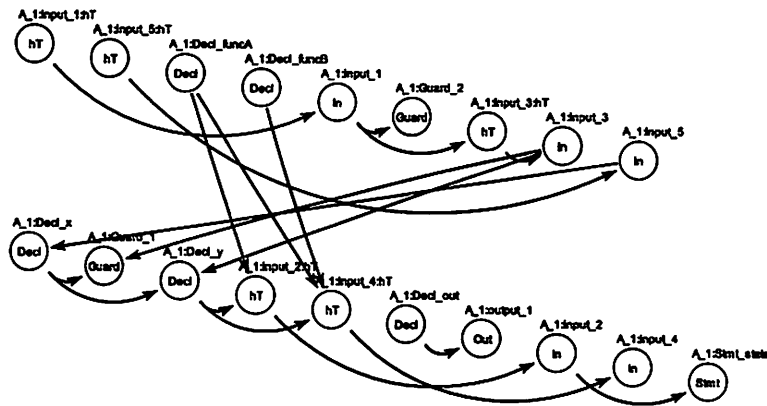 A_1:input_1:hT
hT
A_1:input_5:hT
hT
A_1:Decl_funcA
Decl
A_1:Decl_funcB
Decl
A_1:input_1
In
A_1:Guard_2
Guard
A_1:input_3:hT
hT
A_1:input_3
In
A_1:input_5
In
A_1:Decl_x
Decl
A_1:Guard_1
Guard
A_1:Decl_y
Decl
A_1:input_2:hT
hT
A_1:input_4:hT
hT
A_1:Decl_out
Decl
A_1:output_1
Out
A_1:input_2
In
A_1:input_4
In
Stmt